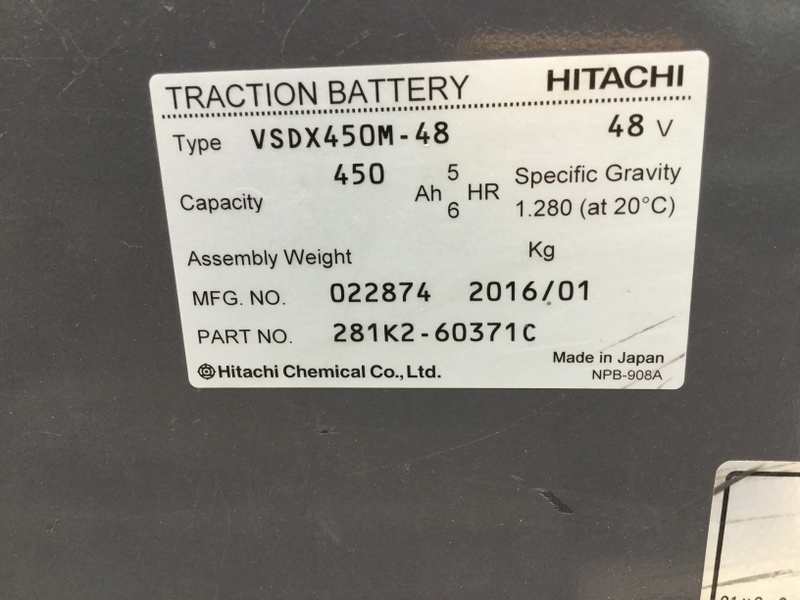 TRACTION BATTERY HITACHI
Type VSDX450M-48 48 V
Capacity 450 Ah 5 HR Specific Gravity
6 1.280 (at 20°C)
Assembly Weight Kg
MFG. NO. 022874 2016/01
PART NO. 281K2-60371C
Made in Japan
Hitachi Chemical Co., Ltd. NPB-908A